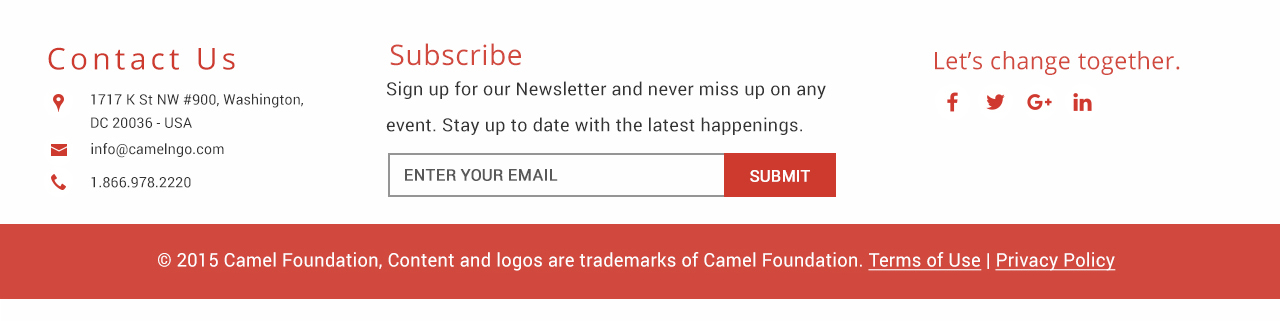 Contact Us
1717 K St NW #900, Washington,
DC 20036 - USA
info@camelngo.com
1.866.978.2220
Subscribe
Sign up for our Newsletter and never miss up on any
event. Stay up to date with the latest happenings.
ENTER YOUR EMAIL
SUBMIT
Let’s change together.
© 2015 Camel Foundation, Content and logos are trademarks of Camel Foundation. Terms of Use | Privacy Policy